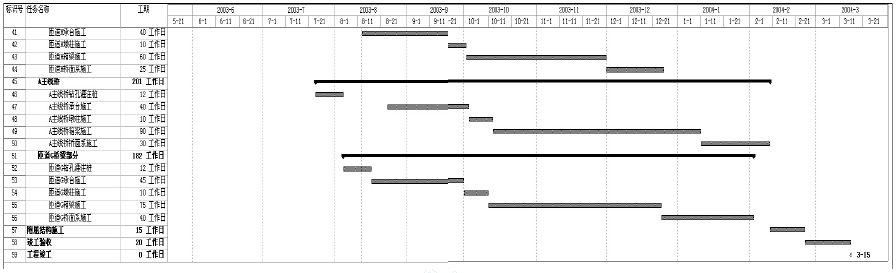 标识号 任务名称 工期 2003-6 2003-7 2003-8 2003-9 2003-10 2003-11 2003-12 2004-1 2004-2 2004-3
5-21 6-1 6-11 6-21 7-1 7-11 7-21 8-1 8-11 8-21 9-1 9-11 9-21 10-1 10-11 10-21 11-1 11-11 11-21 12-1 12-11 12-21 1-1 1-11 1-21 2-1 2-11 2-21 3-1 3-11 3-21
41 匝道B承台施工 40 工作日
42 匝道B墩柱施工 10 工作日
43 匝道B箱梁施工 60 工作日
44 匝道B桥面系施工 25 工作日
45 A主线桥 201 工作日
46 A主线桥钻孔灌注桩 12 工作日
47 A主线桥承台施工 40 工作日
48 A主线桥墩柱施工 10 工作日
49 A主线桥箱梁施工 90 工作日
50 A主线桥桥面系施工 30 工作日
51 匝道G桥梁部分 182 工作日
52 匝道G钻孔灌注桩 12 工作日
53 匝道G承台施工 45 工作日
54 匝道G墩柱施工 10 工作日
55 匝道G箱梁施工 75 工作日
56 匝道G桥面系施工 40 工作日
57 附属结构施工 15 工作日
58 竣工验收 20 工作日
59 工程竣工 0 工作日 3-15